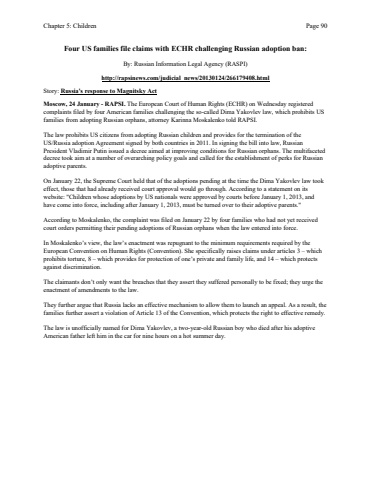 Chapter 5: Children Page 90
Four US families file claims with ECHR challenging Russian adoption ban:
By: Russian Information Legal Agency (RASPI)
http://rapsinews.com/judicial_news/20130124/266179408.html
Story: Russia's response to Magnitsky Act
Moscow, 24 January - RAPSI. The European Court of Human Rights (ECHR) on Wednesday registered
complaints filed by four American families challenging the so-called Dima Yakovlev law, which prohibits US
families from adopting Russian orphans, attorney Karinna Moskalenko told RAPSI.
The law prohibits US citizens from adopting Russian children and provides for the termination of the
US/Russia adoption Agreement signed by both countries in 2011. In signing the bill into law, Russian
President Vladimir Putin issued a decree aimed at improving conditions for Russian orphans. The multifaceted
decree took aim at a number of overarching policy goals and called for the establishment of perks for Russian
adoptive parents.
On January 22, the Supreme Court held that of the adoptions pending at the time the Dima Yakovlev law took
effect, those that had already received court approval would go through. According to a statement on its
website: "Children whose adoptions by US nationals were approved by courts before January 1, 2013, and
have come into force, including after January 1, 2013, must be turned over to their adoptive parents."
According to Moskalenko, the complaint was filed on January 22 by four families who had not yet received
court orders permitting their pending adoptions of Russian orphans when the law entered into force.
In Moskalenko's view, the law's enactment was repugnant to the minimum requirements required by the
European Convention on Human Rights (Convention). She specifically raises claims under articles 3 – which
prohibits torture, 8 – which provides for protection of one's private and family life, and 14 – which protects
against discrimination.
The claimants don't only want the breaches that they assert they suffered personally to be fixed; they urge the
enactment of amendments to the law.
They further argue that Russia lacks an effective mechanism to allow them to launch an appeal. As a result, the
families further assert a violation of Article 13 of the Convention, which protects the right to effective remedy.
The law is unofficially named for Dima Yakovlev, a two-year-old Russian boy who died after his adoptive
American father left him in the car for nine hours on a hot summer day.